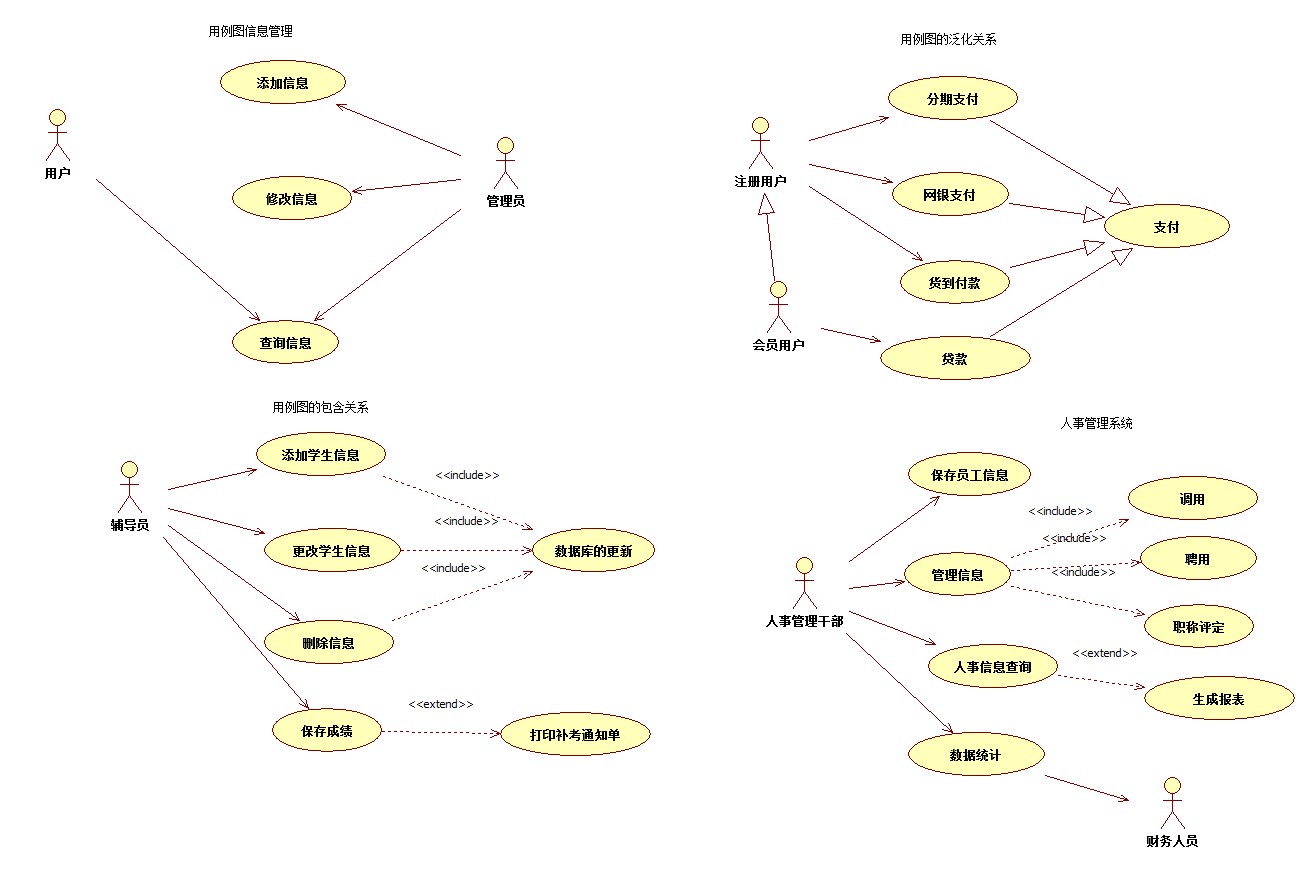 用例图信息管理
添加信息
用户
管理员
修改信息
查询信息
用例图的泛化关系
分期支付
注册用户
网银支付
支付
货到付款
会员用户
贷款
用例图的包含关系
添加学生信息
<<include>>
辅导员
<<include>>
更改学生信息
数据库的更新
<<include>>
删除信息
<<extend>>
保存成绩
打印补考通知单
人事管理系统
保存员工信息
调用
<<include>>
<<include>>
聘用
管理信息
<<include>>
人事管理干部
职称评定
<<extend>>
人事信息查询
生成报表
数据统计
财务人员